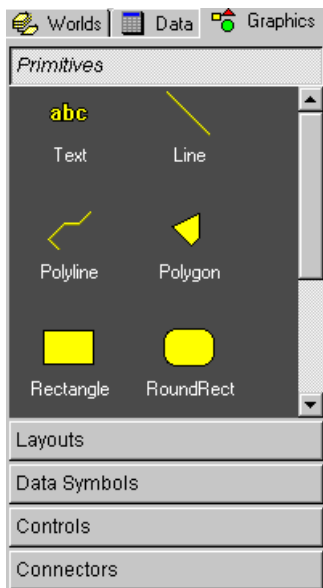 Worlds Data Graphics
Primitives
abc
Text Line
Polyline Polygon
Rectangle RoundRect
Layouts
Data Symbols
Controls
Connectors